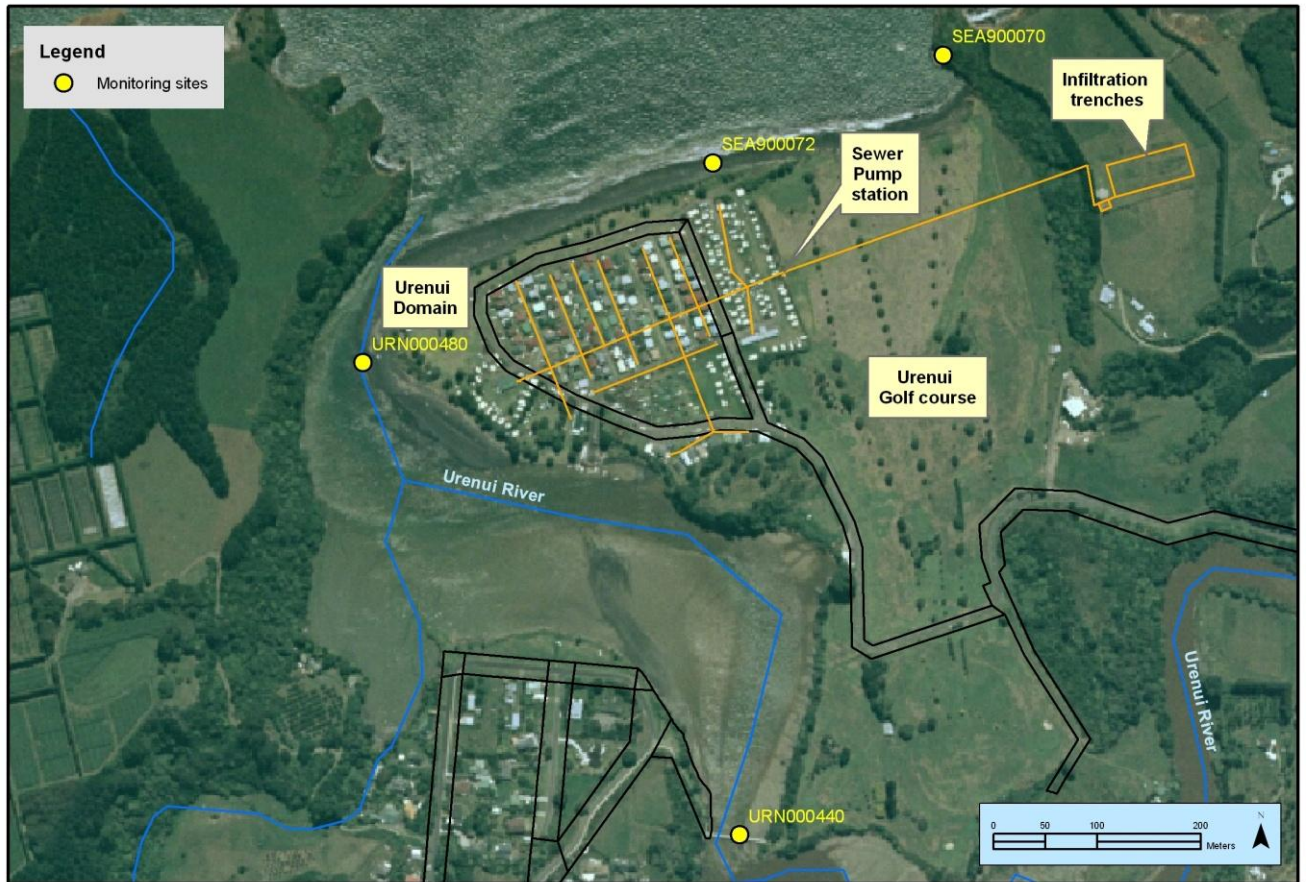 Legend
Monitoring sites
SEA900070
Infiltration
trenches
SEA900072
Sewer
Pump
station
Urenui
Domain
URN000480
Urenui
Golf course
Urenui River
Urenui River
URN000440
0 50 100 200
Meters
N